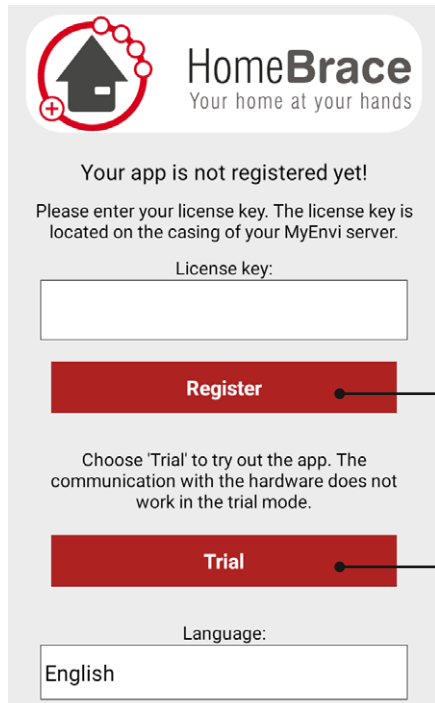 HomeBrace
Your home at your hands
Your app is not registered yet!
Please enter your license key. The license key is
located on the casing of your MyEnvi server.
License key:
Register
Choose 'Trial' to try out the app. The
communication with the hardware does not
work in the trial mode.
Trial
Language:
English